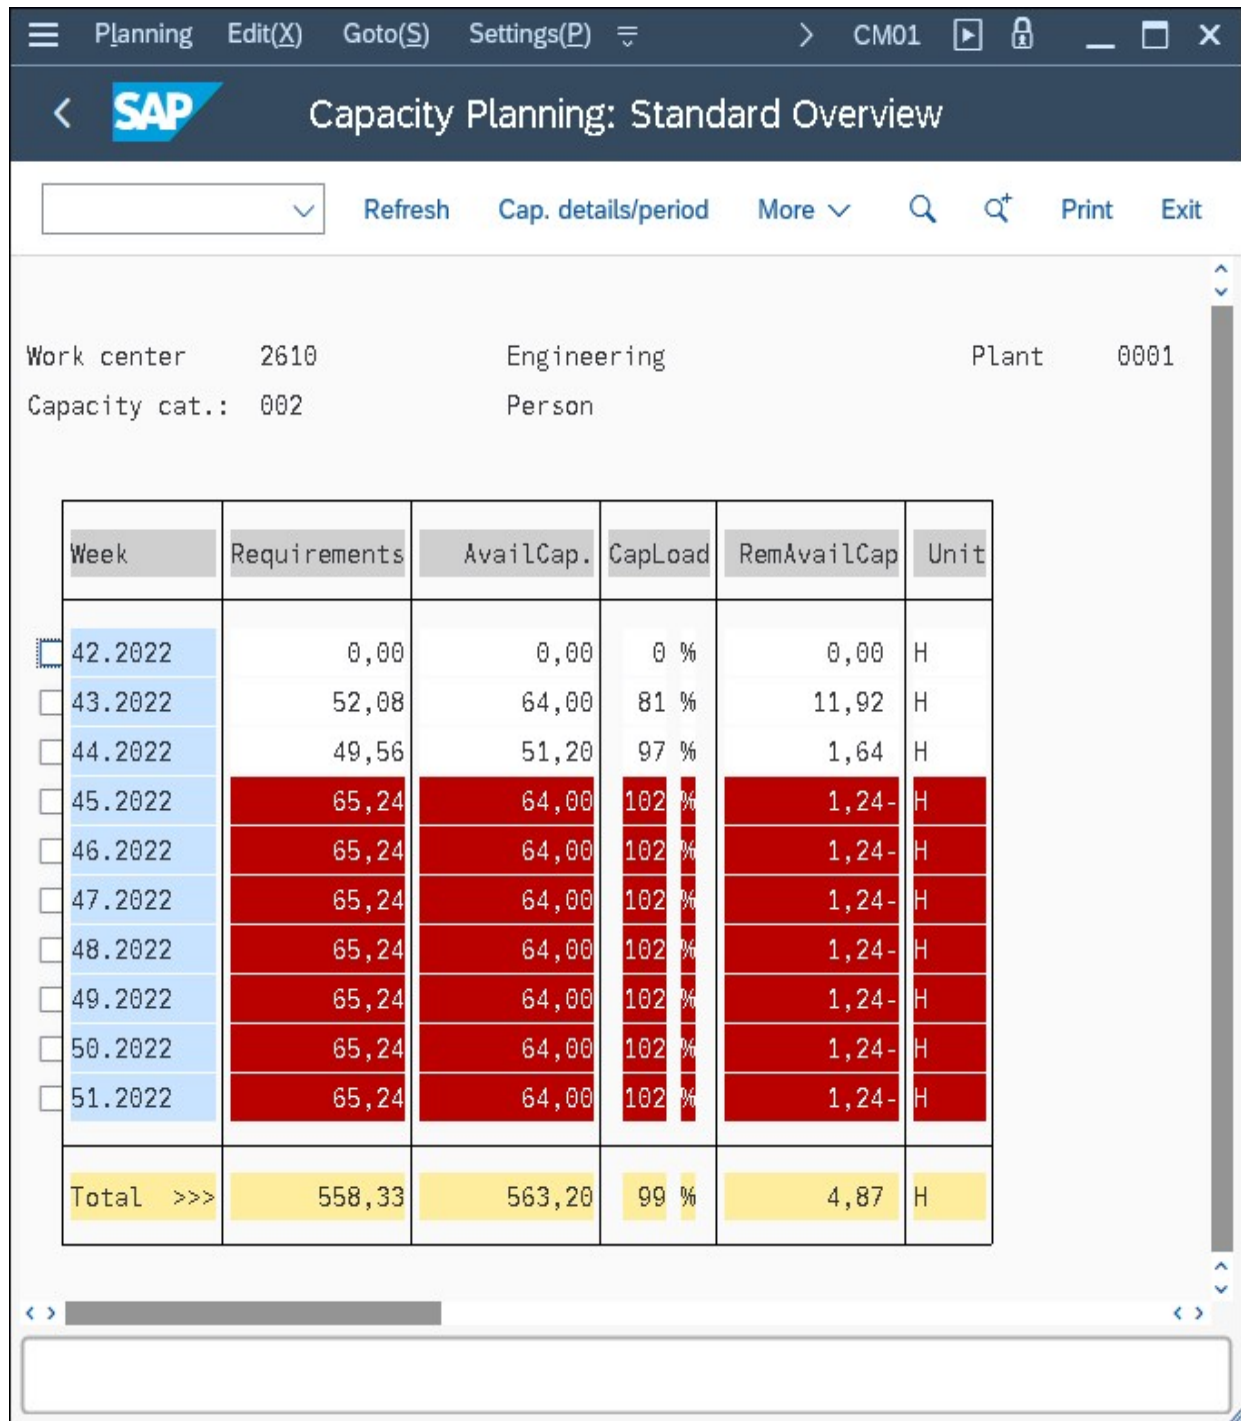 Planning Edit(X) Goto(S) Settings(P) CM01
SAP Capacity Planning: Standard Overview
Refresh Cap. details/period More Print Exit
Work center 2610 Engineering Plant 0001
Capacity cat.: 002 Person
Week Requirements AvailCap. CapLoad RemAvailCap Unit
42.2022 0,00 0,00 0 % 0,00 H
43.2022 52,08 64,00 81 % 11,92 H
44.2022 49,56 51,20 97 % 1,64 H
45.2022 65,24 64,00 102 % 1,24- H
46.2022 65,24 64,00 102 % 1,24- H
47.2022 65,24 64,00 102 % 1,24- H
48.2022 65,24 64,00 102 % 1,24- H
49.2022 65,24 64,00 102 % 1,24- H
50.2022 65,24 64,00 102 % 1,24- H
51.2022 65,24 64,00 102 % 1,24- H
Total >>> 558,33 563,20 99 % 4,87 H